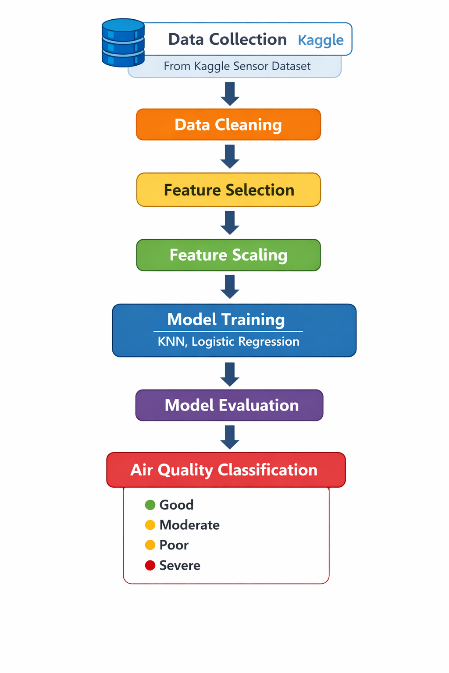 Data Collection Kaggle
From Kaggle Sensor Dataset
Data Cleaning
Feature Selection
Feature Scaling
Model Training
KNN, Logistic Regression
Model Evaluation
Air Quality Classification
Good
Moderate
Poor
Severe